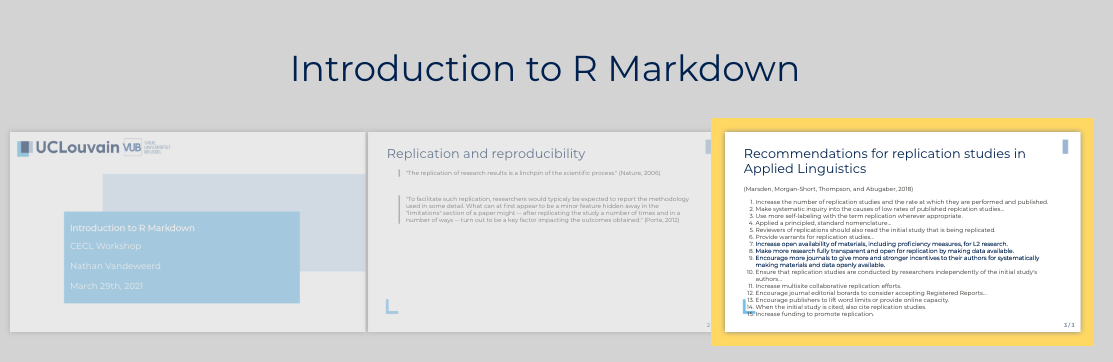 Introduction to R Markdown
UCLouvain VUB
Introduction to R Markdown
CECL Workshop
Nathan Vandeweerd
March 29th, 2021
Replication and reproducibility
"The replication of research results is a linchpin of the scientific process" (Nature, 2006)
"To facilitate such replication, researchers would typicaly be expected to report the methodology
used in some detail. What can at first appear to be a minor feature hidden away in the
"limitations" section of a paper might -- after replicating the study a number of times and in a
number of ways -- turn out to be a key factor impacting the outcomes obtained." (Porte, 2012)
2
Recommendations for replication studies in
Applied Linguistics
(Marsden, Morgan-Short, Thompson, and Abugaber, 2018)
1. Increase the number of replication studies and the rate at which they are performed and published.
2. Make systematic inquiry into the causes of low rates of published replication studies...
3. Use more self-labeling with the term replication wherever appropriate.
4. Applied a principled, standard nomenclature...
5. Reviewers of replications should also read the initial study that is being replicated.
6. Provide warrants for replication studies...
7. Increase open availability of materials, including proficiency measures, for L2 research.
8. Make more research fully transparent and open for replication by making data available.
9. Encourage more journals to give more and stronger incentives to their authors for systematically
making materials and data openly available.
10. Ensure that replication studies are conducted by researchers independently of the initial study's
authors...
11. Increase multisite collaborative replication efforts.
12. Encourage journal editorial borards to consider accepting Registered Reports...
13. Encourage publishers to lift word limits or provide online capacity.
14. When the initial study is cited, also cite replication studies.
15. Increase funding to promote replication.
3 / 3